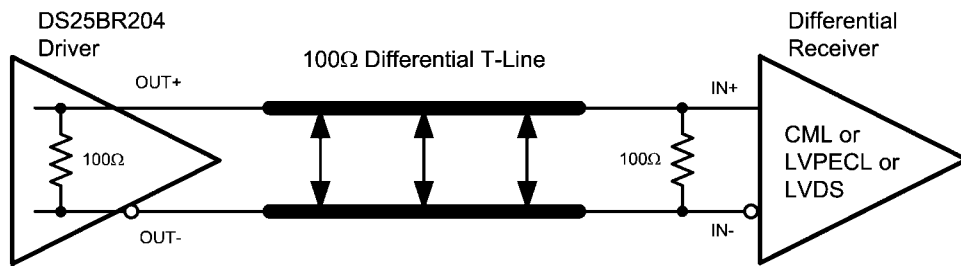 DS25BR204
Driver
OUT+
100Ω
OUT-
100Ω Differential T-Line
Differential
Receiver
IN+
100Ω
IN-
CML or
LVPECL or
LVDS